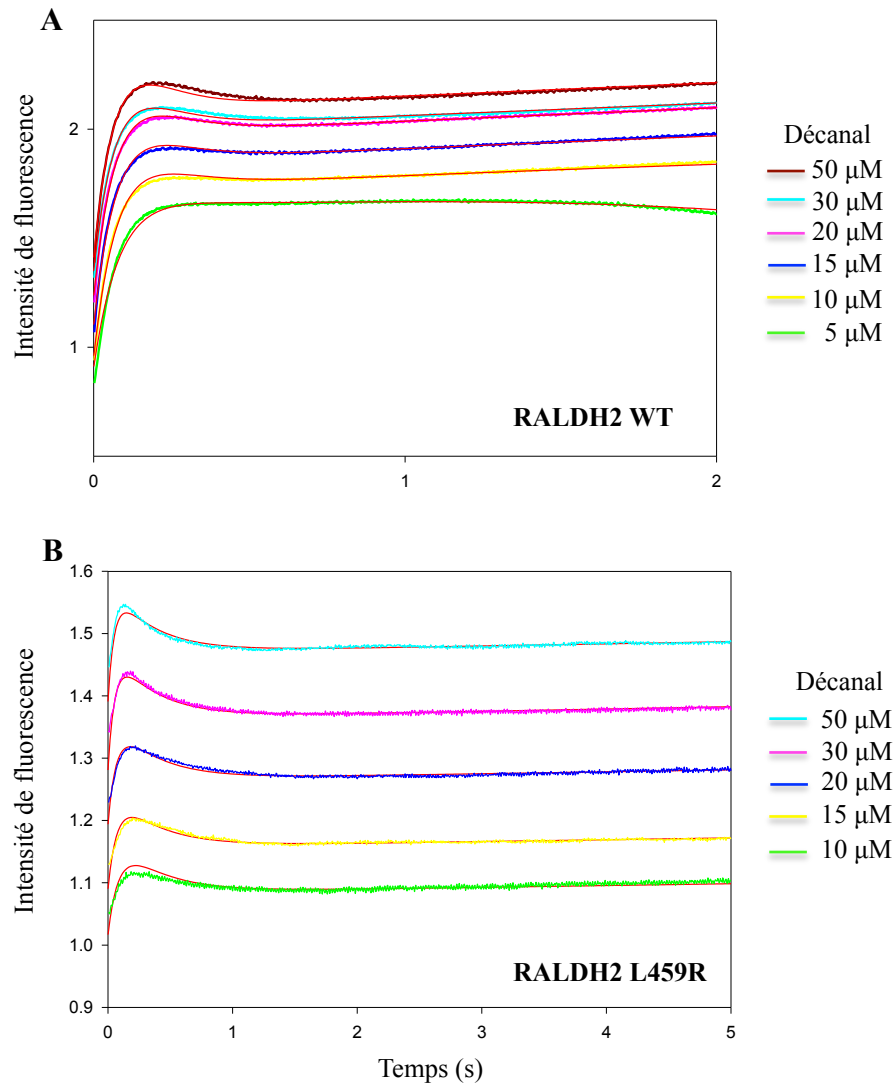 A
Intensité de fluorescence
2
1
0
1
2
RALDH2 WT
Décanal
50 μM
30 μM
20 μM
15 μM
10 μM
5 μM
B
Intensité de fluorescence
1.6
1.5
1.4
1.3
1.2
1.1
1.0
0.9
0
1
2
3
4
5
RALDH2 L459R
Temps (s)
Décanal
50 μM
30 μM
20 μM
15 μM
10 μM